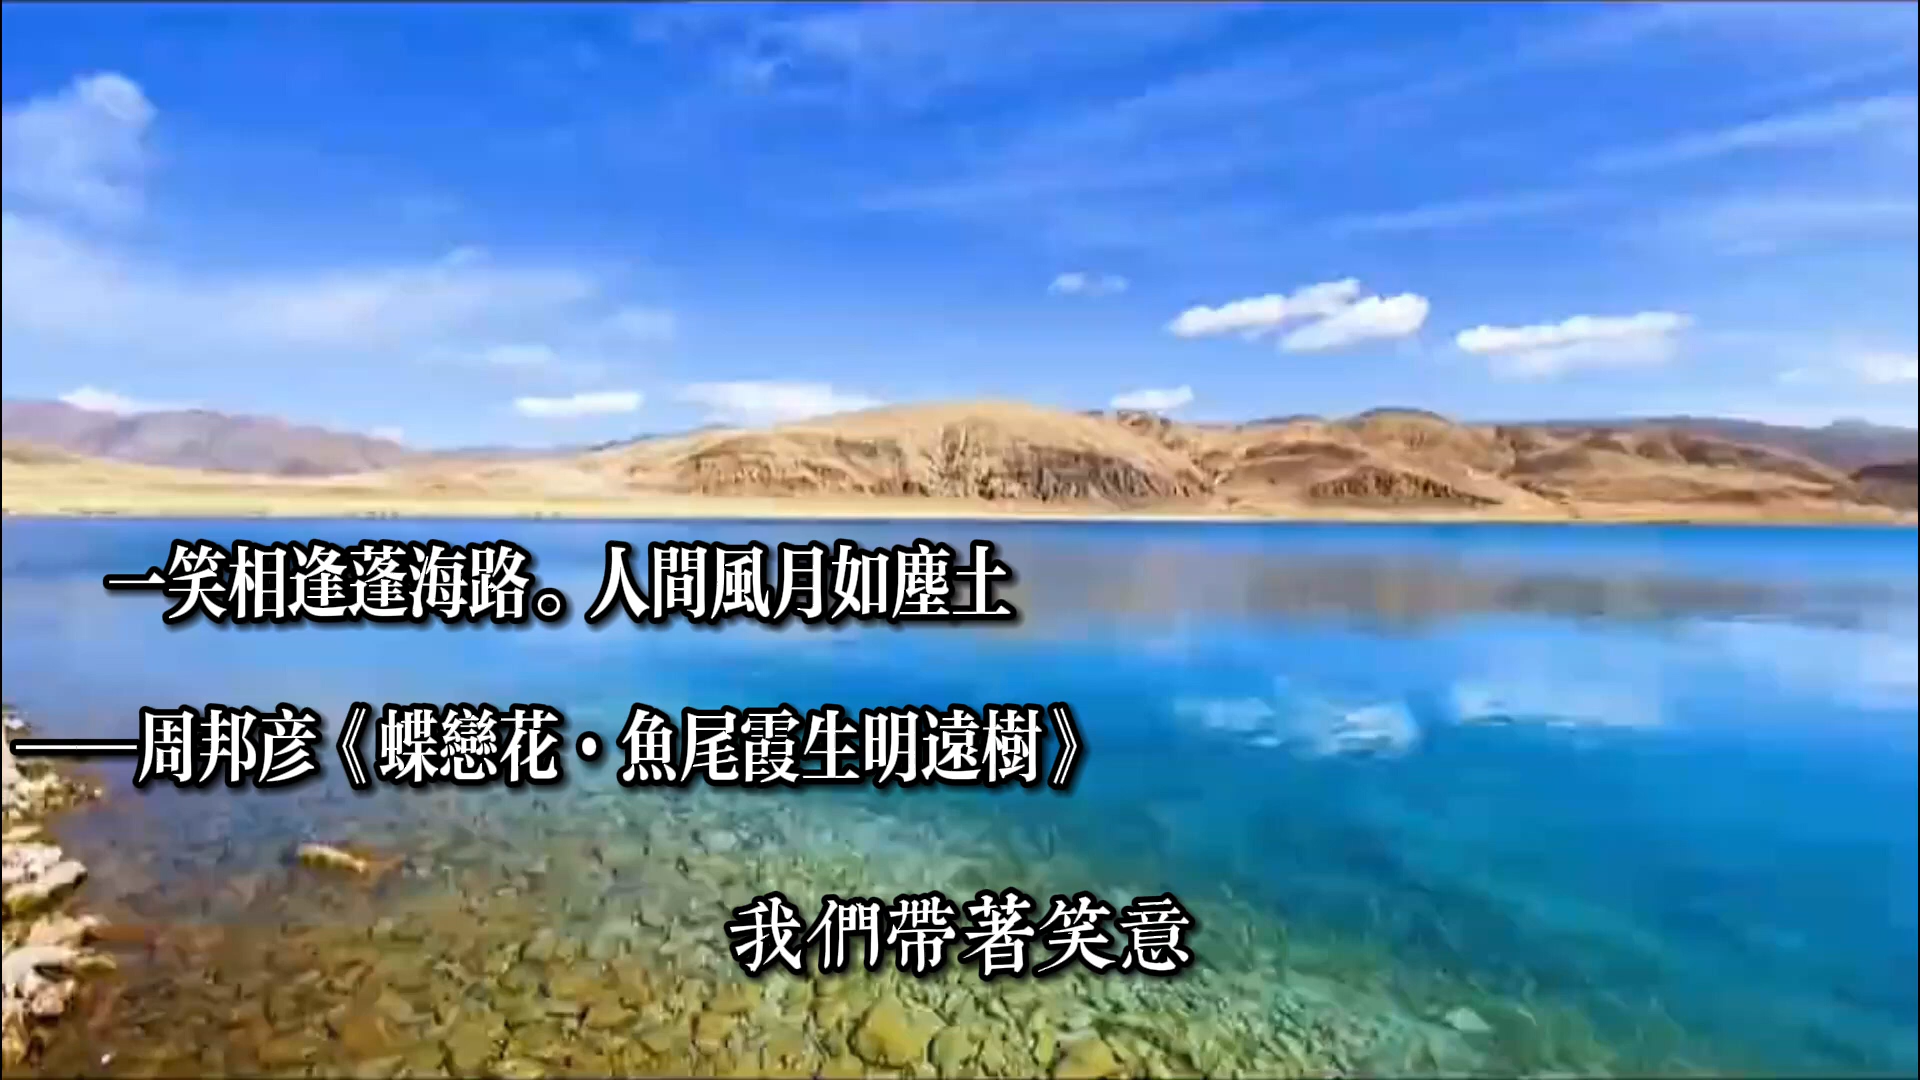 一笑相逢蓬海路。人間風月如塵土
——周邦彦《蝶戀花·魚尾霞生明遠樹》
我們帶著笑意